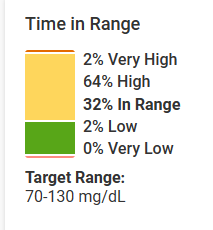 Time in Range
2% Very High
64% High
32% In Range
2% Low
0% Very Low
Target Range:
70-130 mg/dL